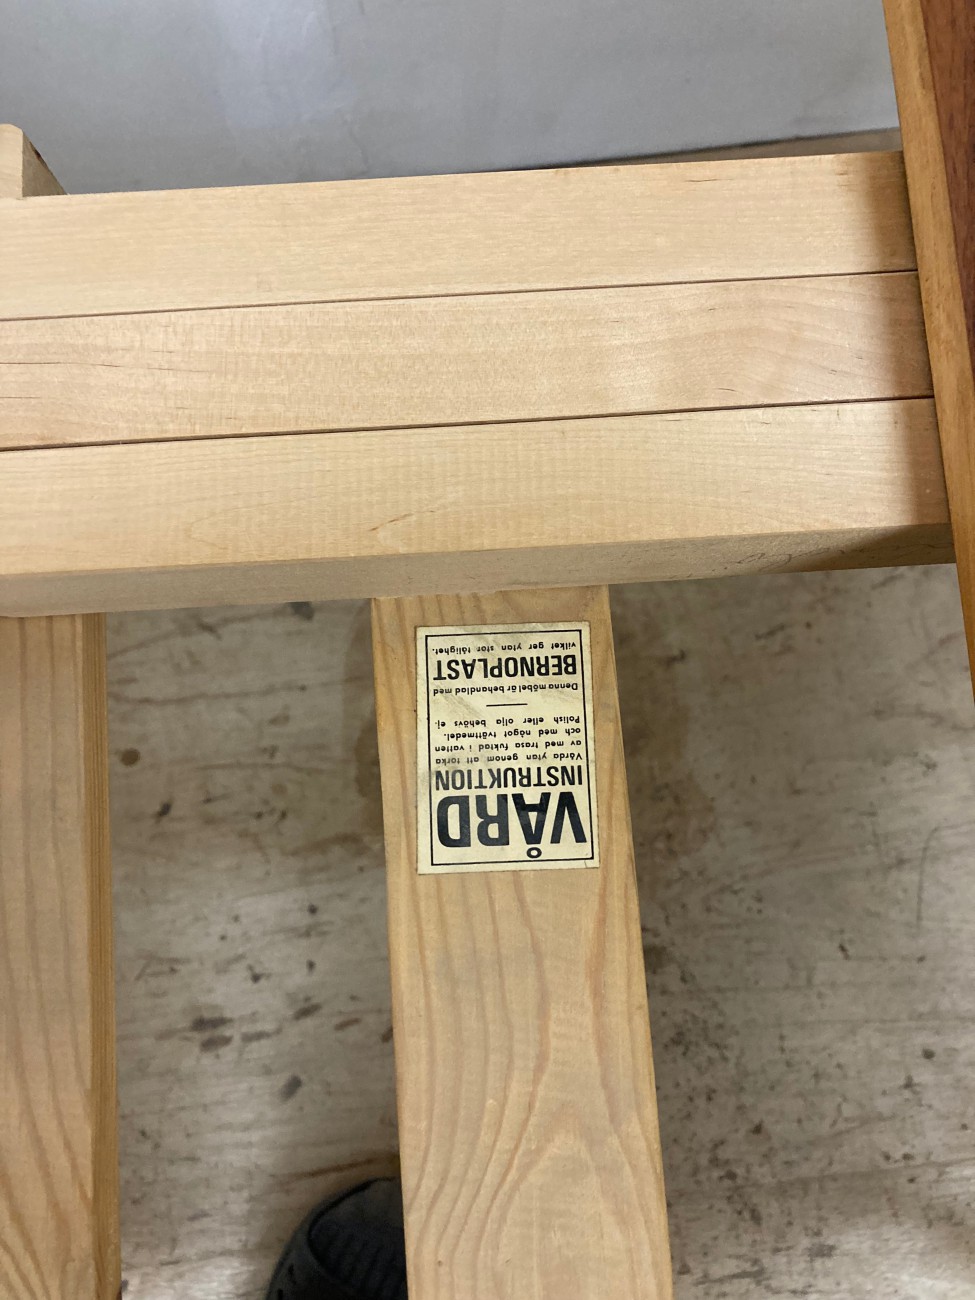 VÅRD
INSTRUKTION
Vårda ytan genom att torka
av med trasa fuktad i vatten
och med något tvättmedel.
Polish eller olja behövs ej.
Denna möbel är behandlad med
BERNOPLAST
vilket ger ytan stor tålighet.